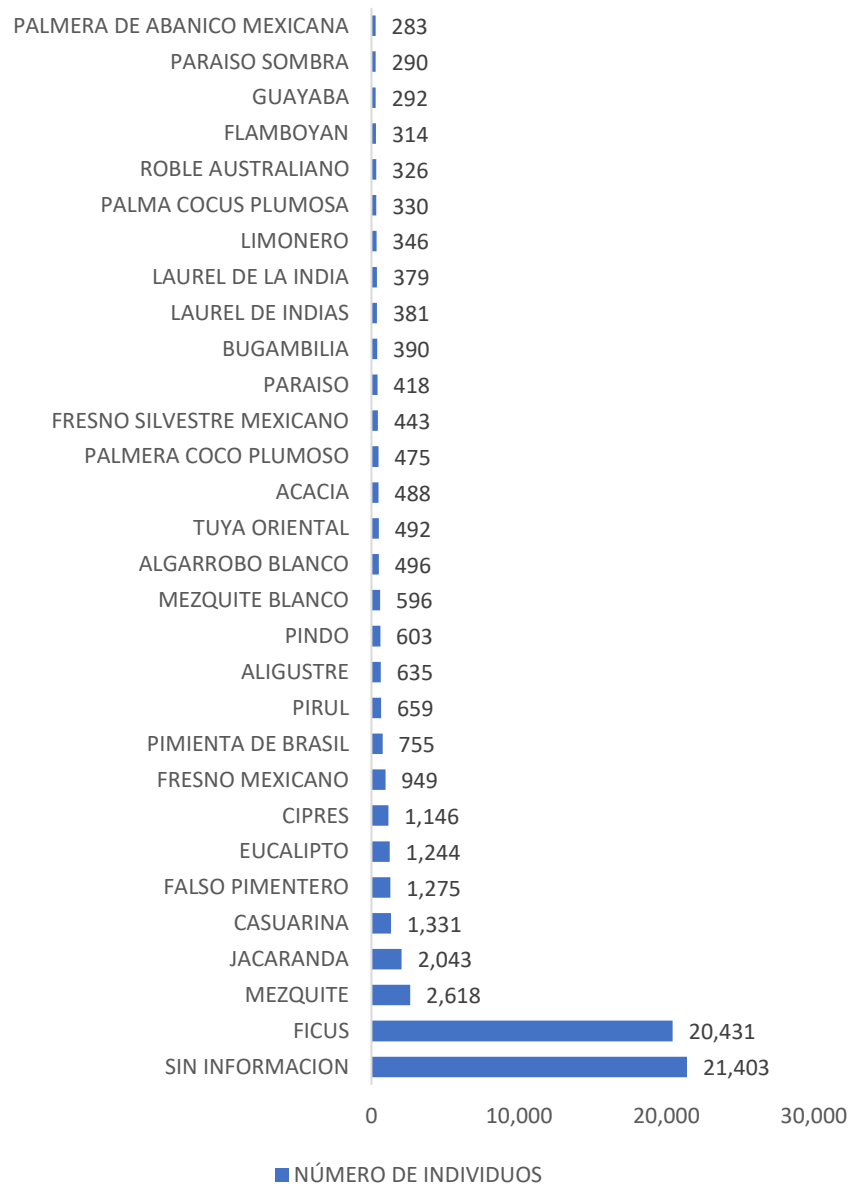 PALMERA DE ABANICO MEXICANA 283
PARAISO SOMBRA 290
GUAYABA 292
FLAMBOYAN 314
ROBLE AUSTRALIANO 326
PALMA COCUS PLUMOSA 330
LIMONERO 346
LAUREL DE LA INDIA 379
LAUREL DE INDIAS 381
BUGAMBILIA 390
PARAISO 418
FRESNO SILVESTRE MEXICANO 443
PALMERA COCO PLUMOSO 475
ACACIA 488
TUYA ORIENTAL 492
ALGARROBO BLANCO 496
MEZQUITE BLANCO 596
PINDO 603
ALIGUSTRE 635
PIRUL 659
PIMIENTA DE BRASIL 755
FRESNO MEXICANO 949
CIPRES 1,146
EUCALIPTO 1,244
FALSO PIMENTERO 1,275
CASUARINA 1,331
JACARANDA 2,043
MEZQUITE 2,618
FICUS 20,431
SIN INFORMACION 21,403
0 10,000 20,000 30,000
NÚMERO DE INDIVIDUOS